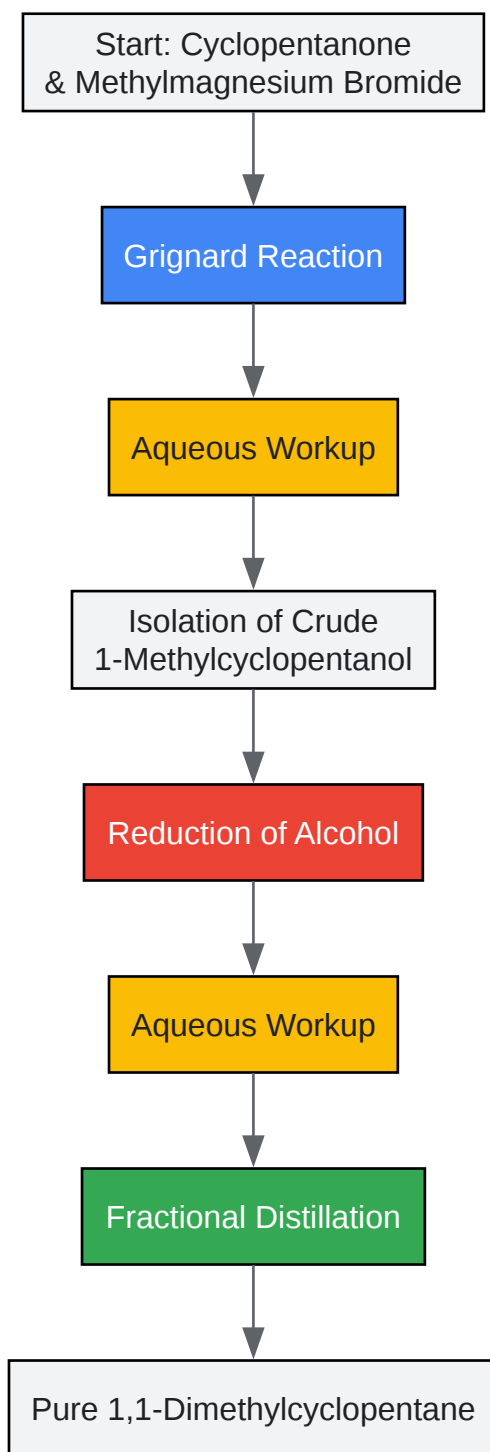 Start: Cyclopentanone
& Methylmagnesium Bromide
Grignard Reaction
Aqueous Workup
Isolation of Crude
1-Methylcyclopentanol
Reduction of Alcohol
Aqueous Workup
Fractional Distillation
Pure 1,1-Dimethylcyclopentane